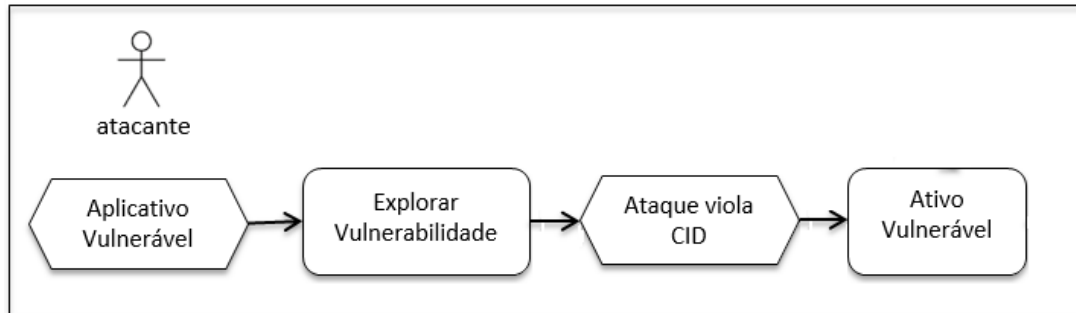 atacante
Aplicativo
Vulnerável
Explorar
Vulnerabilidade
Ataque viola
CID
Ativo
Vulnerável